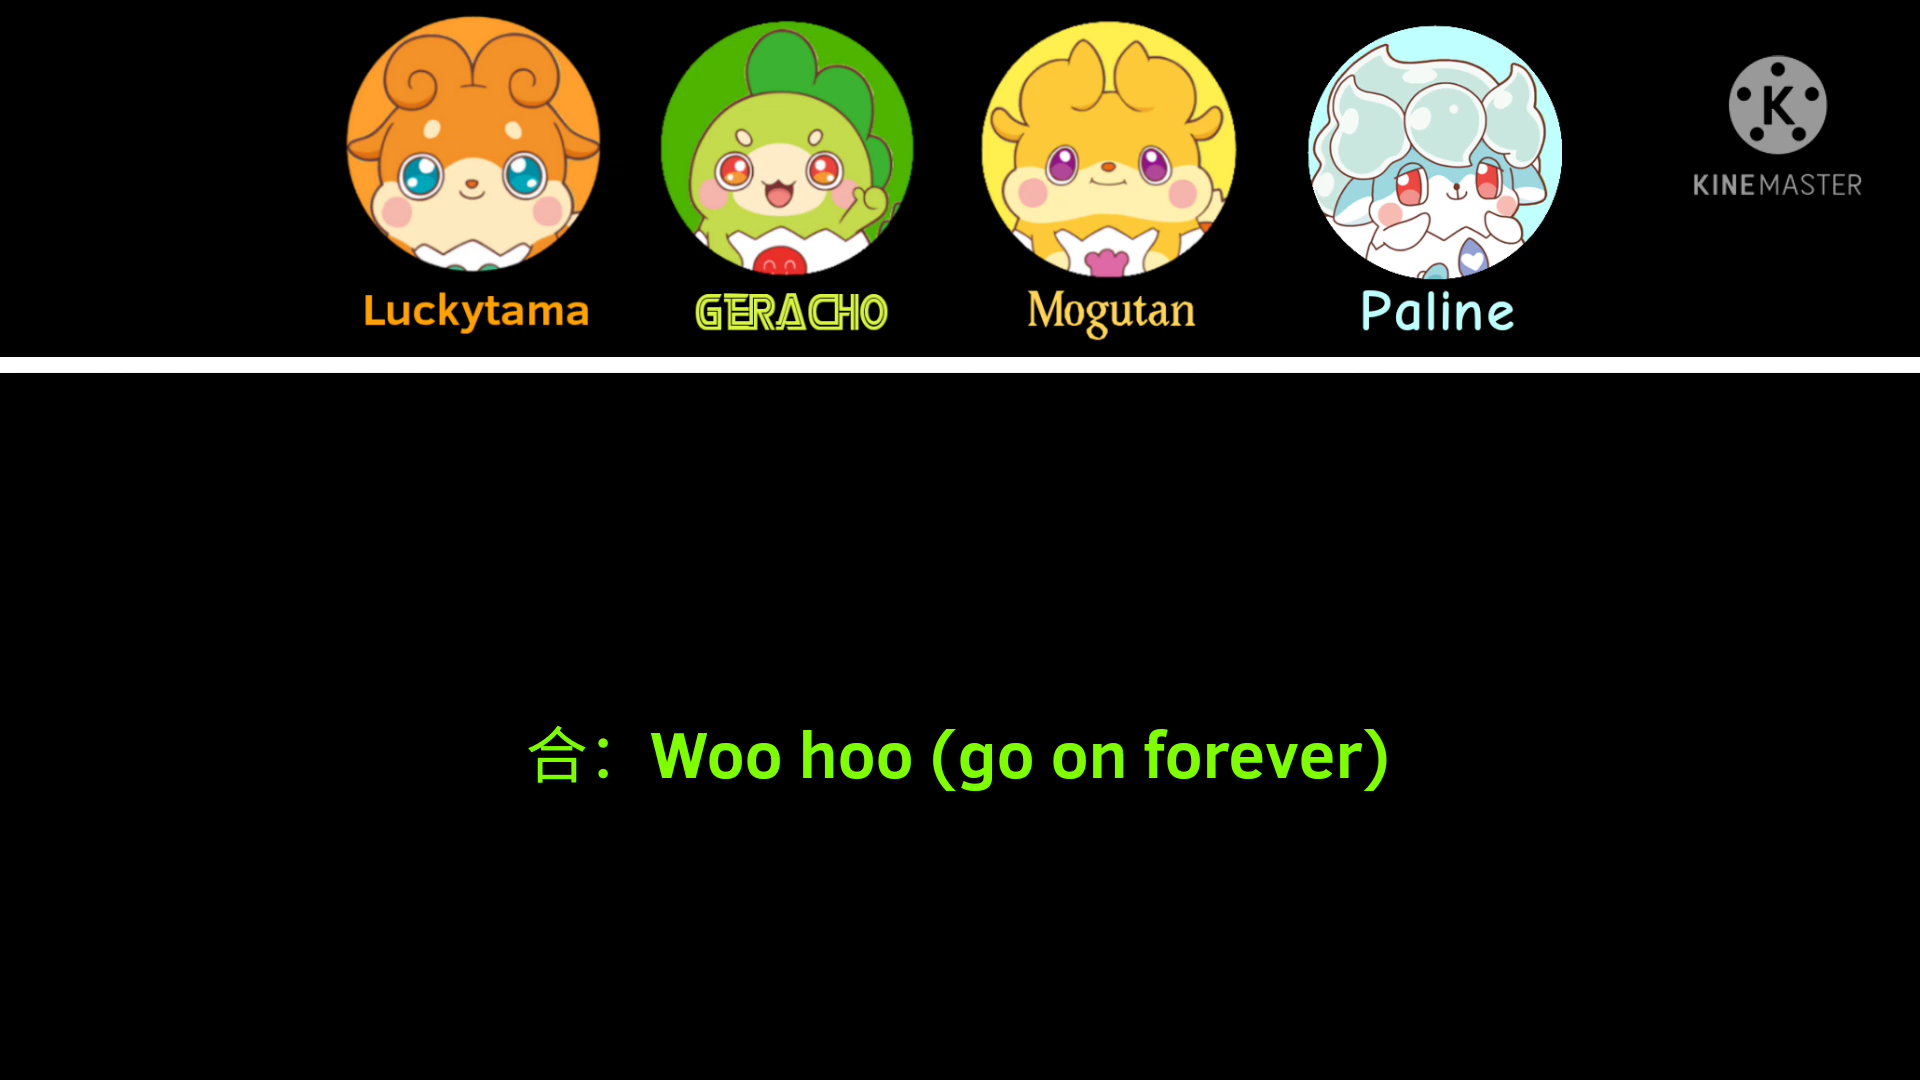 K
KINEMASTER
Luckytama
GERACHO
Mogutan
Paline
合：Woo hoo (go on forever)